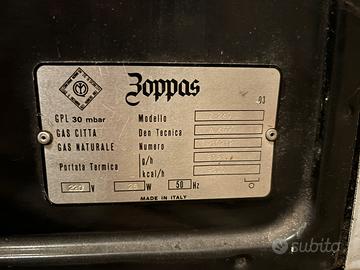 Zoppas
93
GPL 30 mbar Modello
GAS CITTA Den Tecnica
GAS NATURALE Numero
Portata Termica g/h
kcal/h
220 V 25 W 50 Hz
MADE IN ITALY
subito